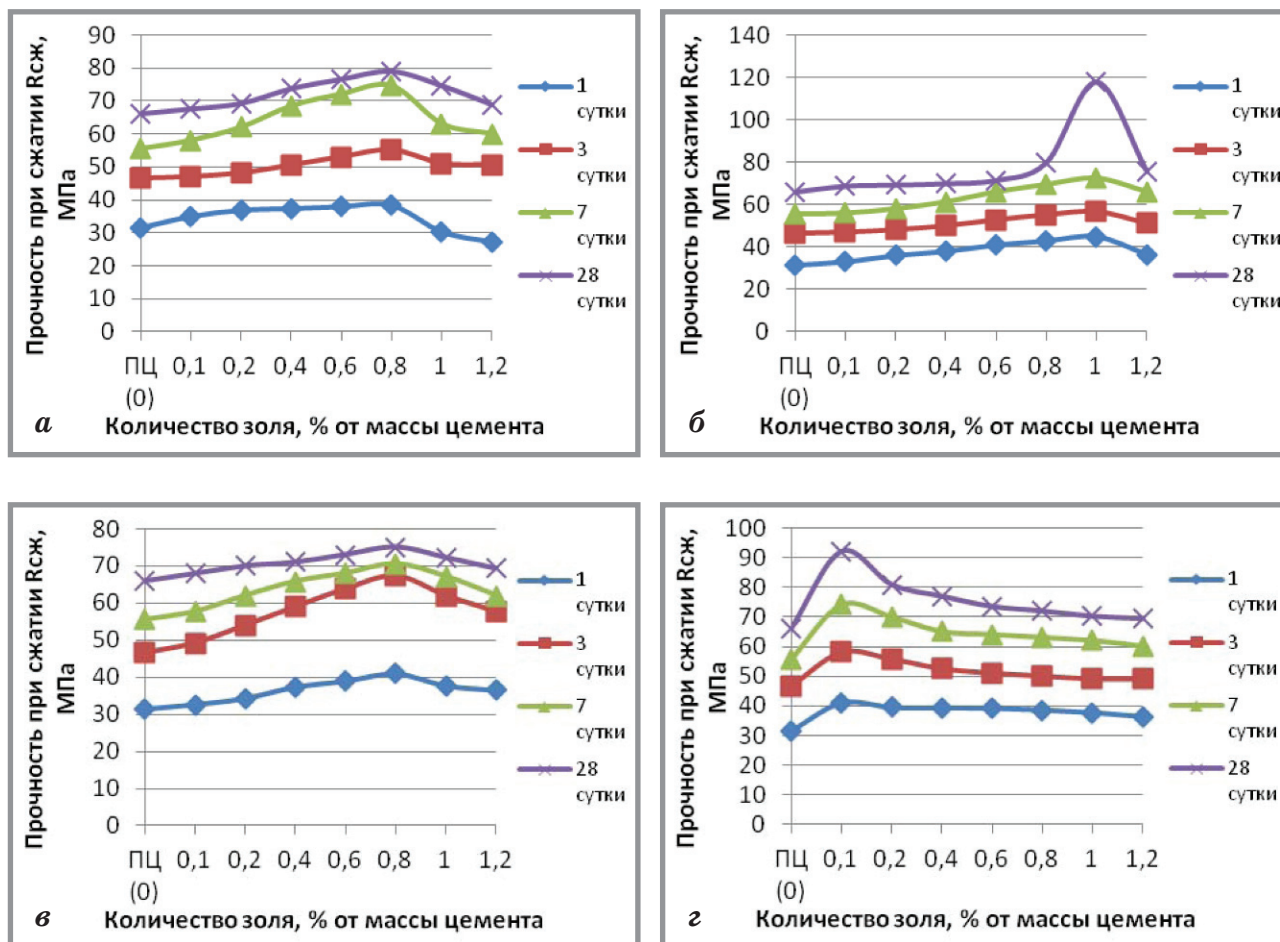 Прочность при сжатии Rсж,
МПа
90
80
70
60
50
40
30
20
10
0
ПЦ 0,1 0,2 0,4 0,6 0,8 1 1,2
(0)
Количество золя, % от массы цемента
1
сутки
3
сутки
7
сутки
28
сутки
а
Прочность при сжатии Rсж,
МПа
140
120
100
80
60
40
20
0
ПЦ 0,1 0,2 0,4 0,6 0,8 1 1,2
(0)
Количество золя, % от массы цемента
1
сутки
3
сутки
7
сутки
28
сутки
б
Прочность при сжатии Rсж,
МПа
80
70
60
50
40
30
20
10
0
ПЦ 0,1 0,2 0,4 0,6 0,8 1 1,2
(0)
Количество золя, % от массы цемента
1
сутки
3
сутки
7
сутки
28
сутки
в
Прочность при сжатии Rсж,
МПа
100
90
80
70
60
50
40
30
20
10
0
ПЦ 0,1 0,2 0,4 0,6 0,8 1 1,2
(0)
Количество золя, % от массы цемента
1
сутки
3
сутки
7
сутки
28
сутки
г